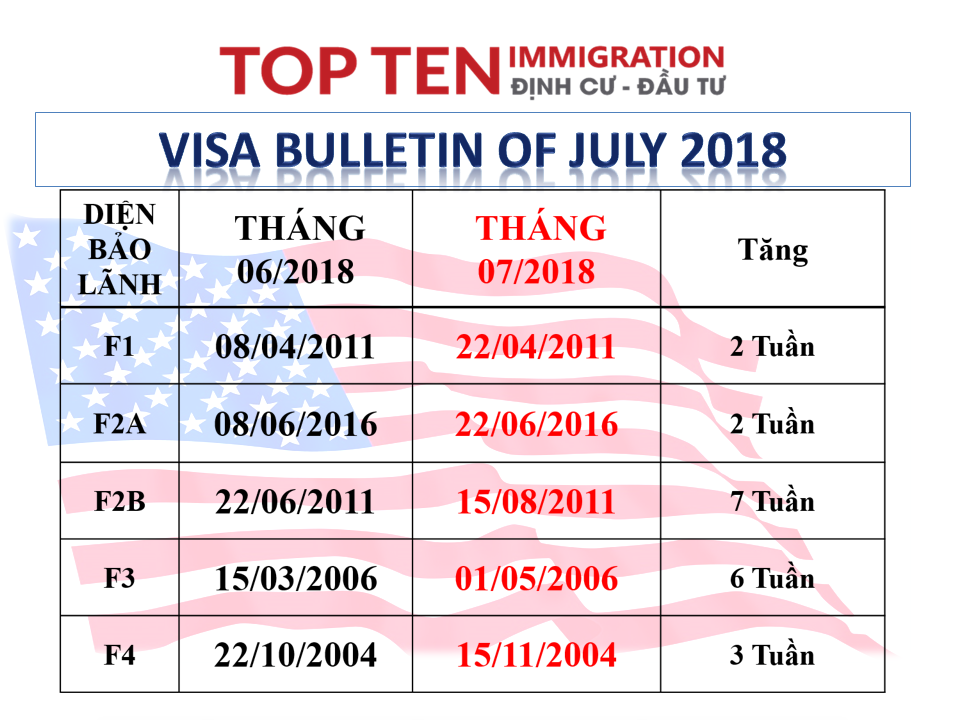 TOP TEN IMMIGRATION
ĐỊNH CƯ - ĐẦU TƯ
VISA BULLETIN OF JULY 2018
DIỆN BẢO LÃNH THÁNG 06/2018 THÁNG 07/2018 Tăng
F1 08/04/2011 22/04/2011 2 Tuần
F2A 08/06/2016 22/06/2016 2 Tuần
F2B 22/06/2011 15/08/2011 7 Tuần
F3 15/03/2006 01/05/2006 6 Tuần
F4 22/10/2004 15/11/2004 3 Tuần